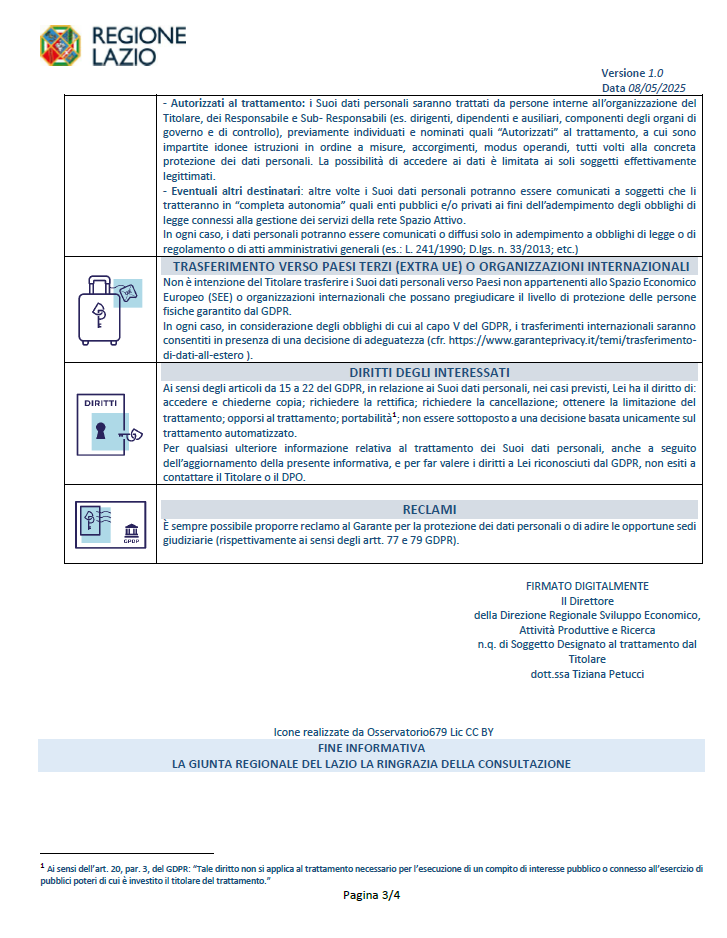 REGIONE
LAZIO
Versione 1.0
Data 08/05/2025
- Autorizzati al trattamento: i Suoi dati personali saranno trattati da persone interne all'organizzazione del
Titolare, dei Responsabile e Sub- Responsabili (es. dirigenti, dipendenti e ausiliari, componenti degli organi di
governo e di controllo), previamente individuati e nominati quali "Autorizzati" al trattamento, a cui sono
impartite idonee istruzioni in ordine a misure, accorgimenti, modus operandi, tutti volti alla concreta
protezione dei dati personali. La possibilità di accedere ai dati è limitata ai soli soggetti effettivamente
legittimati.
- Eventuali altri destinatari: altre volte i Suoi dati personali potranno essere comunicati a soggetti che li
tratteranno in "completa autonomia" quali enti pubblici e/o privati ai fini dell'adempimento degli obblighi di
legge connessi alla gestione dei servizi della rete Spazio Attivo.
In ogni caso, i dati personali potranno essere comunicati o diffusi solo in adempimento a obblighi di legge o di
regolamento o di atti amministrativi generali (es.: L. 241/1990; D.lgs. n. 33/2013; etc.)
TRASFERIMENTO VERSO PAESI TERZI (EXTRA UE) O ORGANIZZAZIONI INTERNAZIONALI
Non è intenzione del Titolare trasferire i Suoi dati personali verso Paesi non appartenenti allo Spazio Economico
Europeo (SEE) o organizzazioni internazionali che possano pregiudicare il livello di protezione delle persone
fisiche garantito dal GDPR.
In ogni caso, in considerazione degli obblighi di cui al capo V del GDPR, i trasferimenti internazionali saranno
consentiti in presenza di una decisione di adeguatezza (cfr. https://www.garanteprivacy.it/temi/trasferimento-
di-dati-all-estero ).
DIRITTI
DIRITTI DEGLI INTERESSATI
Ai sensi degli articoli da 15 a 22 del GDPR, in relazione ai Suoi dati personali, nei casi previsti, Lei ha il diritto di:
accedere e chiederne copia; richiedere la rettifica; richiedere la cancellazione; ottenere la limitazione del
trattamento; opporsi al trattamento; portabilità1; non essere sottoposto a una decisione basata unicamente sul
trattamento automatizzato.
Per qualsiasi ulteriore informazione relativa al trattamento dei Suoi dati personali, anche a seguito
dell'aggiornamento della presente informativa, e per far valere i diritti a Lei riconosciuti dal GDPR, non esiti a
contattare il Titolare o il DPO.
GPDP
RECLAMI
È sempre possibile proporre reclamo al Garante per la protezione dei dati personali o di adire le opportune sedi
giudiziarie (rispettivamente ai sensi degli artt. 77 e 79 GDPR).
FIRMATO DIGITALMENTE
Il Direttore
della Direzione Regionale Sviluppo Economico,
Attività Produttive e Ricerca
n.q. di Soggetto Designato al trattamento dal
Titolare
dott.ssa Tiziana Petucci
Icone realizzate da Osservatorio679 Lic CC BY
FINE INFORMATIVA
LA GIUNTA REGIONALE DEL LAZIO LA RINGRAZIA DELLA CONSULTAZIONE
1 Ai sensi dell'art. 20, par. 3, del GDPR: "Tale diritto non si applica al trattamento necessario per l'esecuzione di un compito di interesse pubblico o connesso all'esercizio di
pubblici poteri di cui è investito il titolare del trattamento."
Pagina 3/4